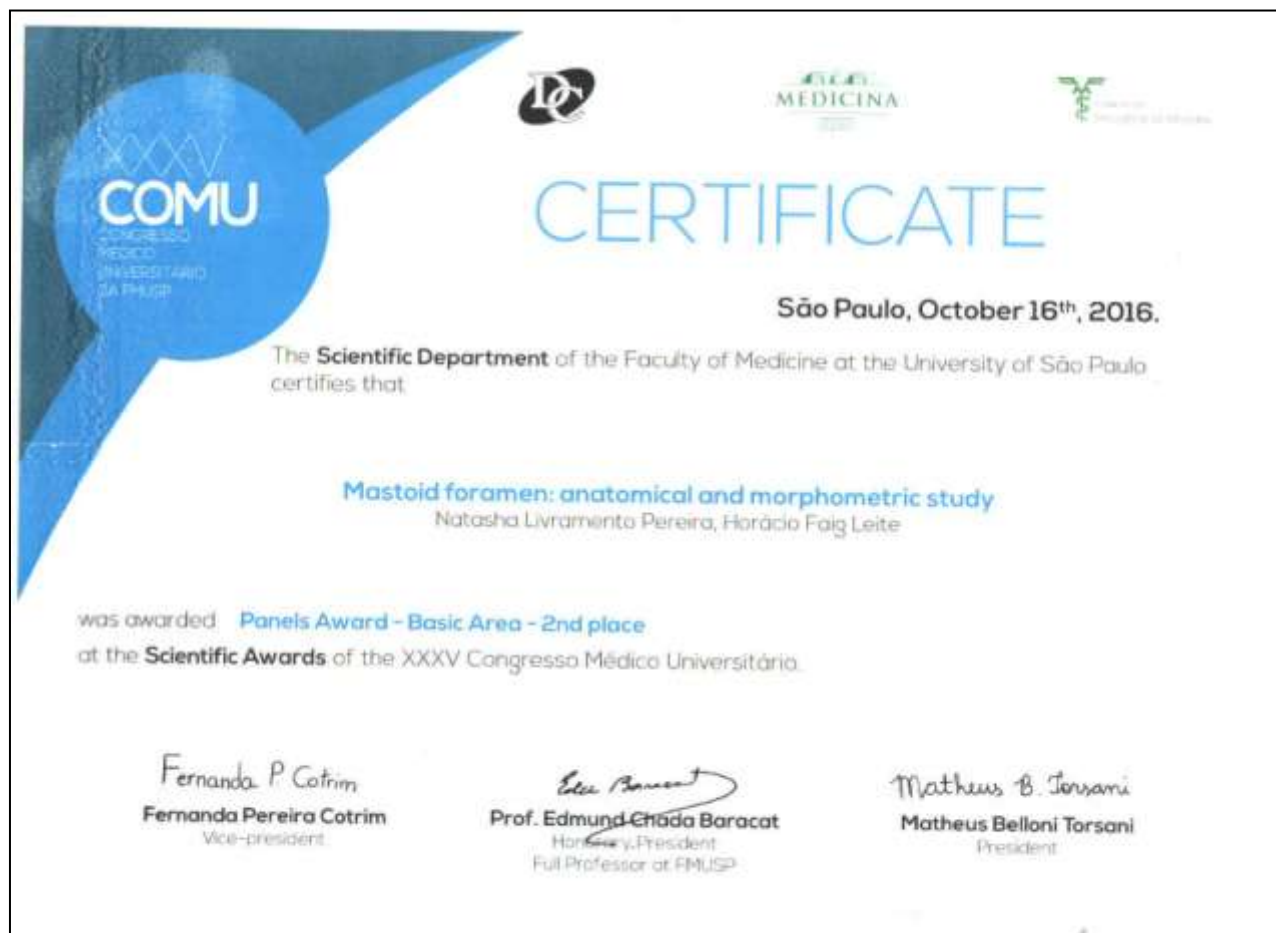 XXXV
COMU
CONGRESSO
MÉDICO
UNIVERSITÁRIO
DA FMUSP
DC
MEDICINA
CERTIFICATE
São Paulo, October 16th, 2016.
The Scientific Department of the Faculty of Medicine at the University of São Paulo
certifies that
Mastoid foramen: anatomical and morphometric study
Natasha Livramento Pereira, Horácio Faig Leite
was awarded Panels Award - Basic Area - 2nd place
at the Scientific Awards of the XXXV Congresso Médico Universitário.
Fernanda P Cotrim
Fernanda Pereira Cotrim
Vice-president
Prof. Edmund Chada Baracat
Honorary President
Full Professor at FMUSP
Matheus B. Torsani
Matheus Belloni Torsani
President